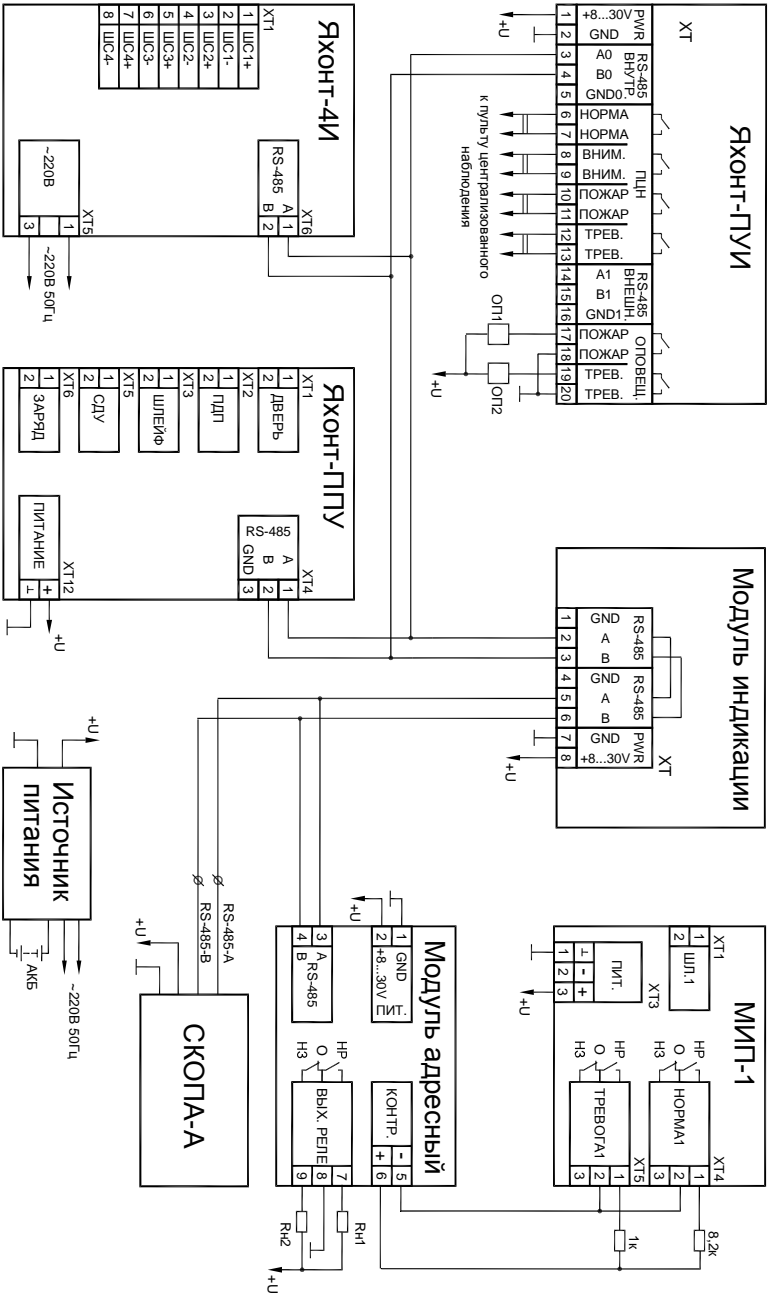 Яхонт-ПУИ
XT
1 +8...30V PWR
2 GND
3 A0 RS-485 ВНУТР.
4 B0
5 GND0
6 НОРМА ПЦН
7 НОРМА
8 ВНИМ.
9 ВНИМ.
10 ПОЖАР
11 ПОЖАР
12 ТРЕВ.
13 ТРЕВ.
14 A1 RS-485 ВНЕШН.
15 B1
16 GND1
17 ПОЖАР ОПОВЕЩ.
18 ПОЖАР
19 ТРЕВ.
20 ТРЕВ.
+U
к пульту централизованного
наблюдения
ОП1
ОП2
+U
Модуль индикации
XT
1 GND RS-485
2 A
3 B
4 GND RS-485
5 A
6 B
7 GND PWR
8 +8...30V
+U
МИП-1
XT1
1 ШЛ.1
2
XT3
ПИТ.
1 ⊥
2 -
3 +
+U
XT4
НОРМА1
1
2
3
НР
О
НЗ
XT5
ТРЕВОГА1
1
2
3
НР
О
НЗ
8,2к
1к
Яхонт-4И
XT1
1 ШС1+
2 ШС1-
3 ШС2+
4 ШС2-
5 ШС3+
6 ШС3-
7 ШС4+
8 ШС4-
XT6
RS-485
A 1
B 2
XT5
~220В
1
3
~220В 50Гц
Яхонт-ППУ
XT1
1 ДВЕРЬ
2
XT2
1 ПДП
2
XT3
1 ШЛЕЙФ
2
XT5
1 СДУ
2
XT6
1 ЗАРЯД
2
XT4
RS-485
A 1
B 2
GND 3
XT12
ПИТАНИЕ
+
⊥
+U
Источник
питания
+U
~220В 50Гц
АКБ
RS-485-A
RS-485-B
СКОПА-А
+U
Модуль адресный
1 GND ПИТ.
2 +8...30V
3 A RS-485
4 B
+U
КОНТР.
- 5
+ 6
ВЫХ. РЕЛЕ
7
8
9
НР
О
НЗ
Rн1
Rн2
+U